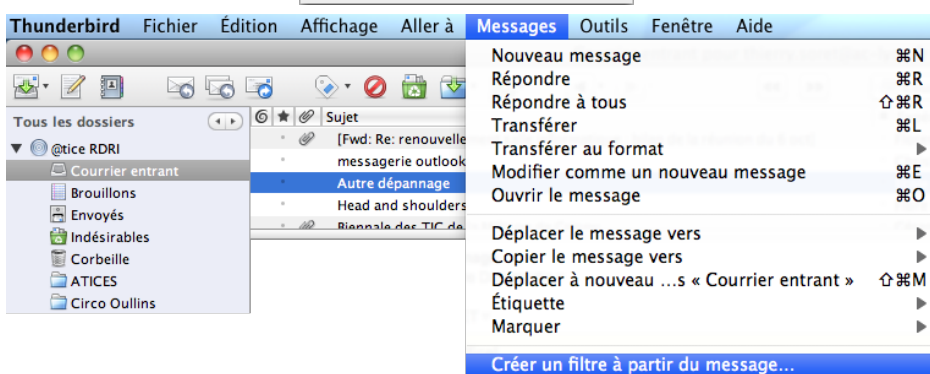 Thunderbird Fichier Édition Affichage Aller à Messages Outils Fenêtre Aide
Tous les dossiers
@tice RDRI
Courrier entrant
Brouillons
Envoyés
Indésirables
Corbeille
ATICES
Circo Oullins
Sujet
[Fwd: Re: renouvelle
messagerie outlook
Autre dépannage
Head and shoulders
Biennale des TIC de
Nouveau message ⌘N
Répondre ⌘R
Répondre à tous ⇧⌘R
Transférer ⌘L
Transférer au format
Modifier comme un nouveau message ⌘E
Ouvrir le message ⌘O
Déplacer le message vers
Copier le message vers
Déplacer à nouveau ...s « Courrier entrant » ⇧⌘M
Étiquette
Marquer
Créer un filtre à partir du message...